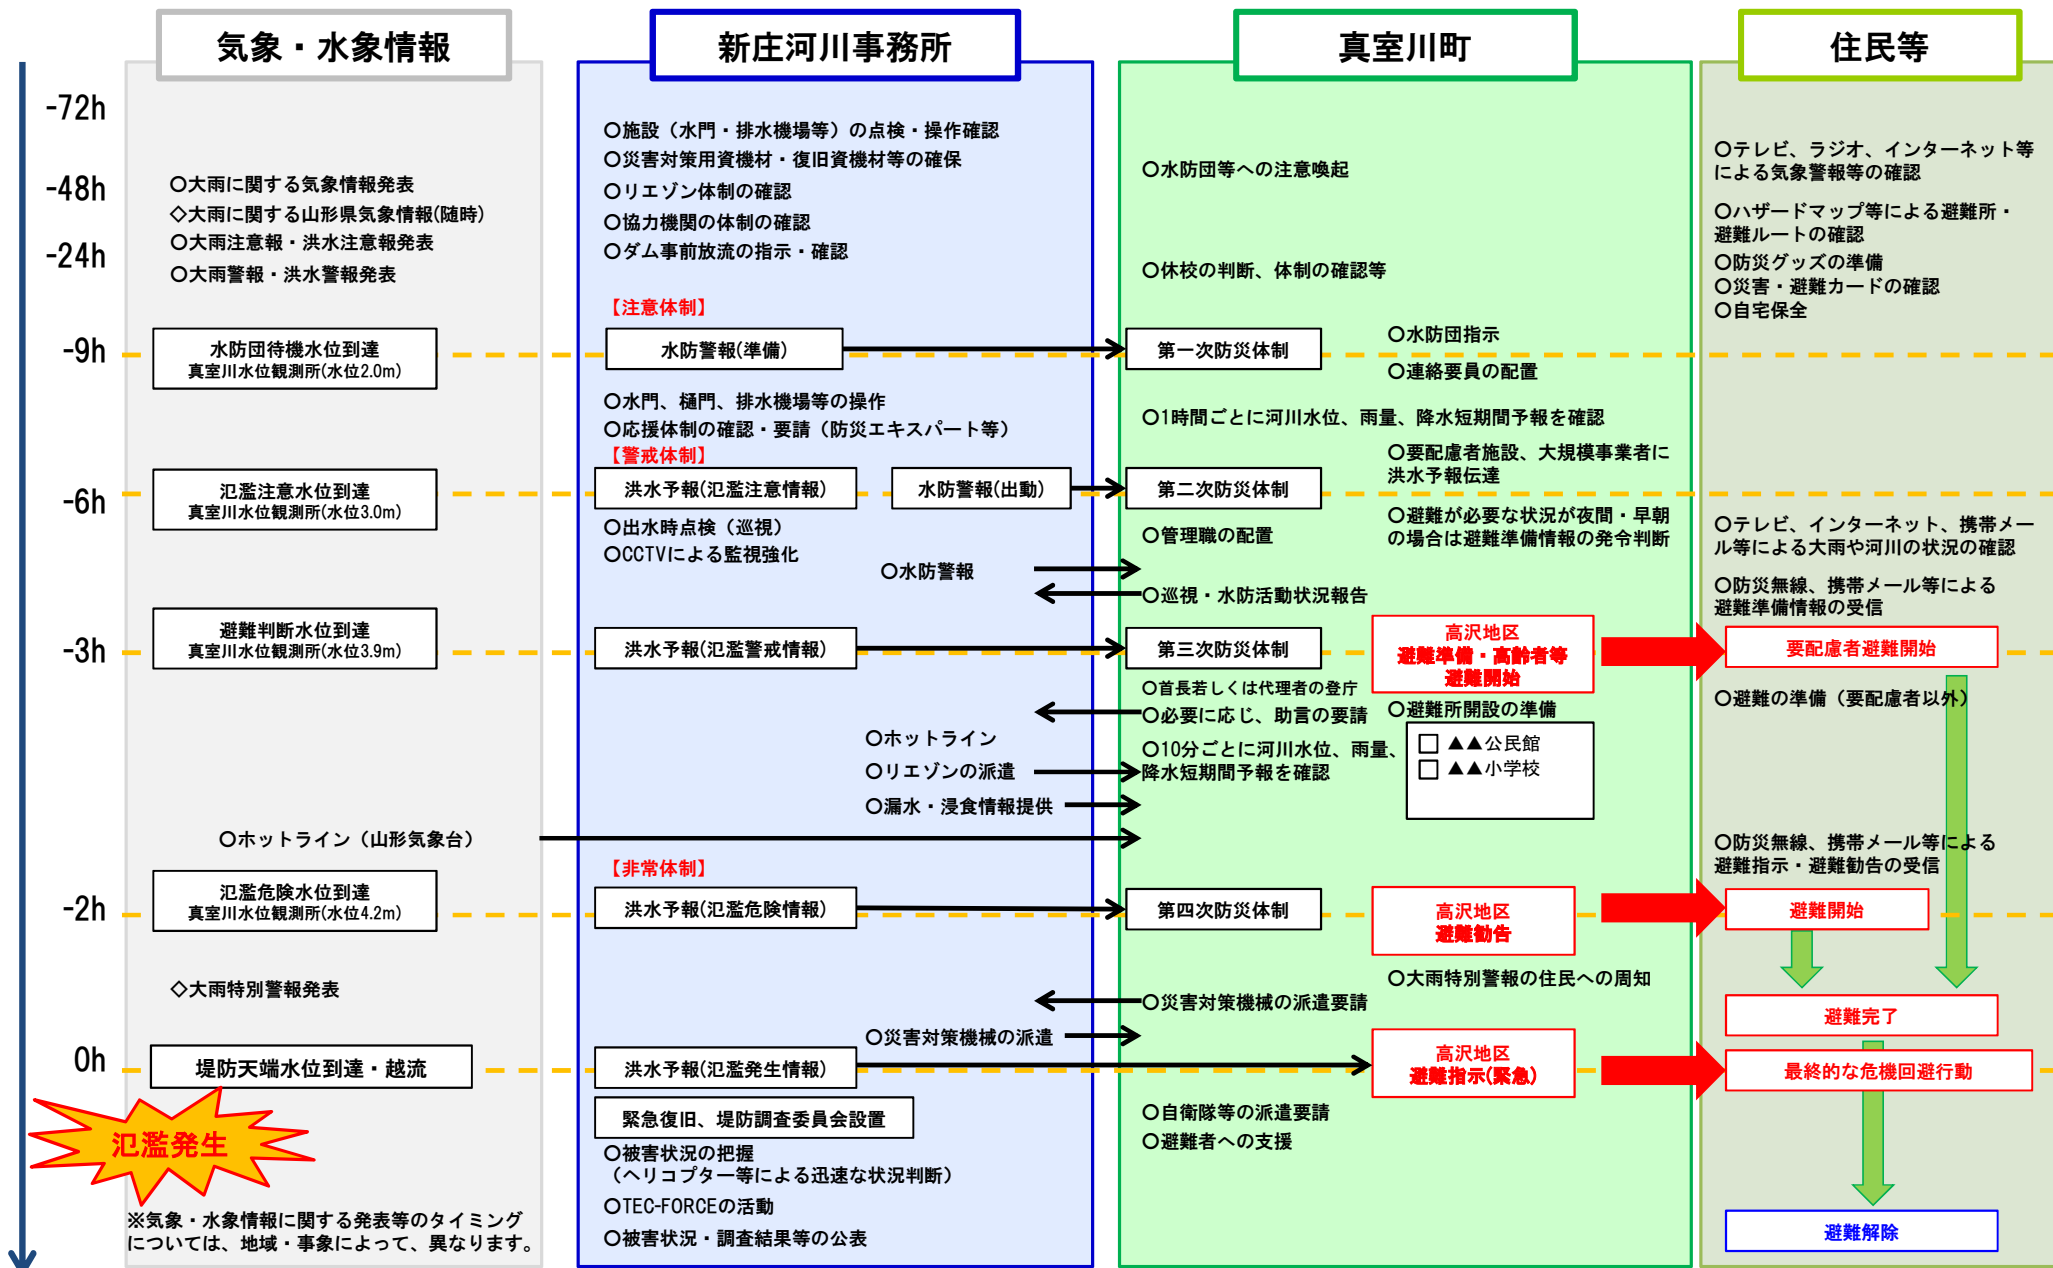 気象・水象情報
新庄河川事務所
真室川町
住民等
-72h
-48h
-24h
-9h
-6h
-3h
-2h
0h
○大雨に関する気象情報発表
◇大雨に関する山形県気象情報(随時)
○大雨注意報・洪水注意報発表
○大雨警報・洪水警報発表
水防団待機水位到達
真室川水位観測所(水位2.0m)
氾濫注意水位到達
真室川水位観測所(水位3.0m)
避難判断水位到達
真室川水位観測所(水位3.9m)
○ホットライン（山形気象台）
氾濫危険水位到達
真室川水位観測所(水位4.2m)
◇大雨特別警報発表
堤防天端水位到達・越流
氾濫発生
※気象・水象情報に関する発表等のタイミング
については、地域・事象によって、異なります。
○施設（水門・排水機場等）の点検・操作確認
○災害対策用資機材・復旧資機材等の確保
○リエゾン体制の確認
○協力機関の体制の確認
○ダム事前放流の指示・確認
【注意体制】
水防警報(準備)
○水門、樋門、排水機場等の操作
○応援体制の確認・要請（防災エキスパート等）
【警戒体制】
洪水予報(氾濫注意情報)
水防警報(出動)
○出水時点検（巡視）
○CCTVによる監視強化
○水防警報
洪水予報(氾濫警戒情報)
○ホットライン
○リエゾンの派遣
○漏水・浸食情報提供
【非常体制】
洪水予報(氾濫危険情報)
○災害対策機械の派遣
洪水予報(氾濫発生情報)
緊急復旧、堤防調査委員会設置
○被害状況の把握
（ヘリコプター等による迅速な状況判断）
○TEC-FORCEの活動
○被害状況・調査結果等の公表
○水防団等への注意喚起
○休校の判断、体制の確認等
第一次防災体制
○水防団指示
○連絡要員の配置
○1時間ごとに河川水位、雨量、降水短期間予報を確認
第二次防災体制
○要配慮者施設、大規模事業者に
洪水予報伝達
○管理職の配置
○避難が必要な状況が夜間・早朝
の場合は避難準備情報の発令判断
○巡視・水防活動状況報告
第三次防災体制
高沢地区
避難準備・高齢者等
避難開始
○首長若しくは代理者の登庁
○必要に応じ、助言の要請
○避難所開設の準備
○10分ごとに河川水位、雨量、
降水短期間予報を確認
□ ▲▲公民館
□ ▲▲小学校
第四次防災体制
高沢地区
避難勧告
○大雨特別警報の住民への周知
○災害対策機械の派遣要請
高沢地区
避難指示(緊急)
○自衛隊等の派遣要請
○避難者への支援
○テレビ、ラジオ、インターネット等
による気象警報等の確認
○ハザードマップ等による避難所・
避難ルートの確認
○防災グッズの準備
○災害・避難カードの確認
○自宅保全
○テレビ、インターネット、携帯メー
ル等による大雨や河川の状況の確認
○防災無線、携帯メール等による
避難準備情報の受信
要配慮者避難開始
○避難の準備（要配慮者以外）
○防災無線、携帯メール等による
避難指示・避難勧告の受信
避難開始
避難完了
最終的な危機回避行動
避難解除